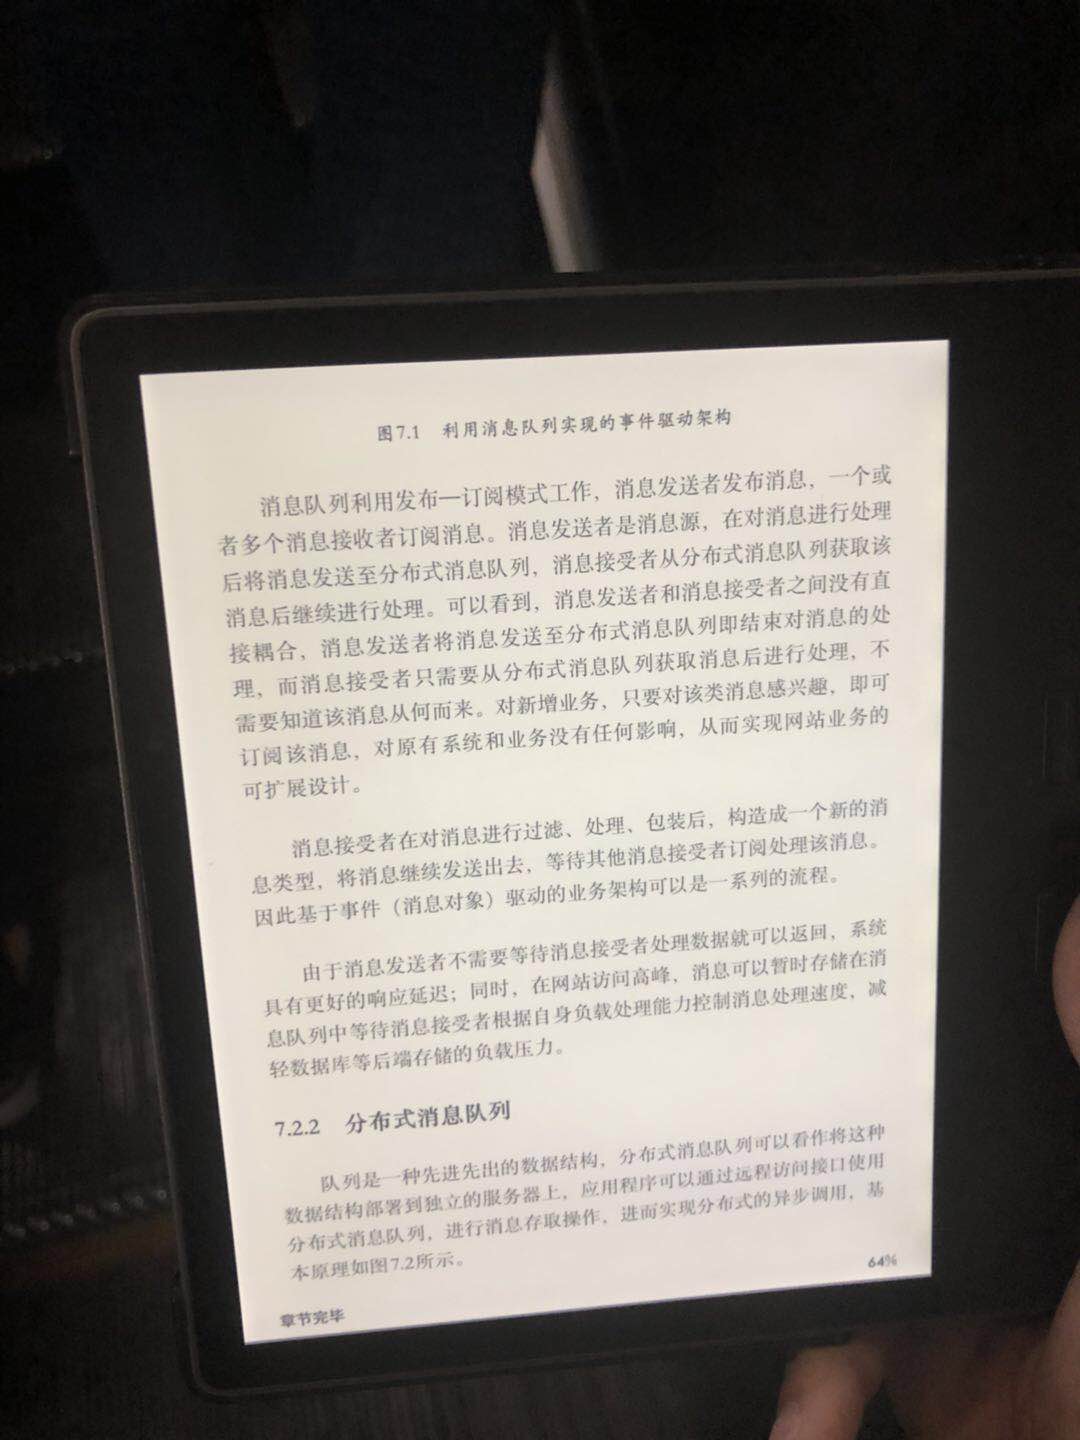 图7.1 利用消息队列实现的事件驱动架构
消息队列利用发布—订阅模式工作，消息发送者发布消息，一个或
者多个消息接收者订阅消息。消息发送者是消息源，在对消息进行处理
后将消息发送至分布式消息队列，消息接受者从分布式消息队列获取该
消息后继续进行处理。可以看到，消息发送者和消息接受者之间没有直
接耦合，消息发送者将消息发送至分布式消息队列即结束对消息的处
理，而消息接受者只需要从分布式消息队列获取消息后进行处理，不
需要知道该消息从何而来。对新增业务，只要对该类消息感兴趣，即可
订阅该消息，对原有系统和业务没有任何影响，从而实现网站业务的
可扩展设计。
消息接受者在对消息进行过滤、处理、包装后，构造成一个新的消
息类型，将消息继续发送出去，等待其他消息接受者订阅处理该消息。
因此基于事件（消息对象）驱动的业务架构可以是一系列的流程。
由于消息发送者不需要等待消息接受者处理数据就可以返回，系统
具有更好的响应延迟；同时，在网站访问高峰，消息可以暂时存储在消
息队列中等待消息接受者根据自身负载处理能力控制消息处理速度，减
轻数据库等后端存储的负载压力。
7.2.2 分布式消息队列
队列是一种先进先出的数据结构，分布式消息队列可以看作将这种
数据结构部署到独立的服务器上，应用程序可以通过远程访问接口使用
分布式消息队列，进行消息存取操作，进而实现分布式的异步调用，基
本原理如图7.2所示。
章节完毕 64%